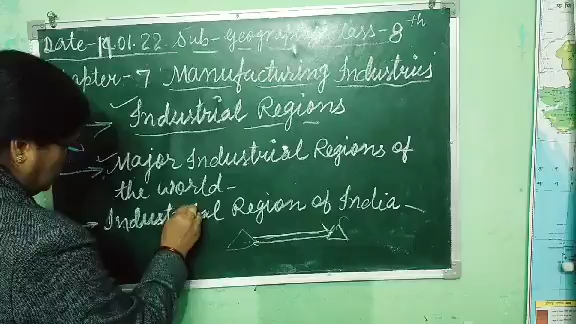 Date-14.01.22 Sub- Geography Class-8th
Chapter-7 Manufacturing Industries
Industrial Regions
Major Industrial Regions of
the world-
Industrial Region of India-